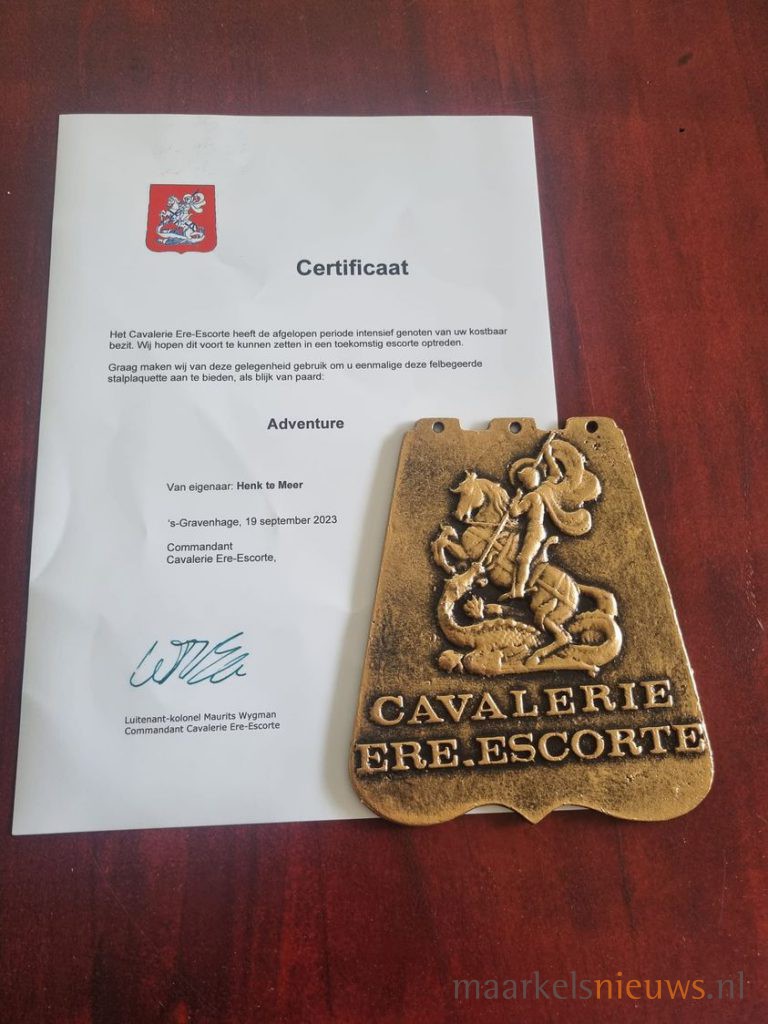 Certificaat
Het Cavalerie Ere-Escorte heeft de afgelopen periode intensief genoten van uw kostbaar
bezit. Wij hopen dit voort te kunnen zetten in een toekomstig escorte optreden.
Graag maken wij van deze gelegenheid gebruik om u eenmalige deze felbegeerde
stalplaquette aan te bieden, als blijk van paard:
Adventure
Van eigenaar: Henk te Meer
's-Gravenhage, 19 september 2023
Commandant
Cavalerie Ere-Escorte,
Luitenant-kolonel Maurits Wygman
Commandant Cavalerie Ere-Escorte
CAVALERIE
ERE.ESCORTE
maarkelsnieuws.nl